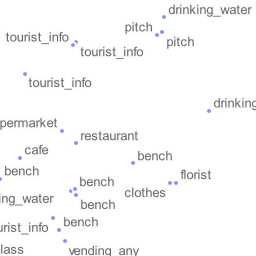 drinking_water
pitch
tourist_info
pitch
tourist_info
tourist_info
drinking
permarket
restaurant
cafe
bench
bench
florist
bench
clothes
ing_water
bench
bench
urist_info
lass
vending_any